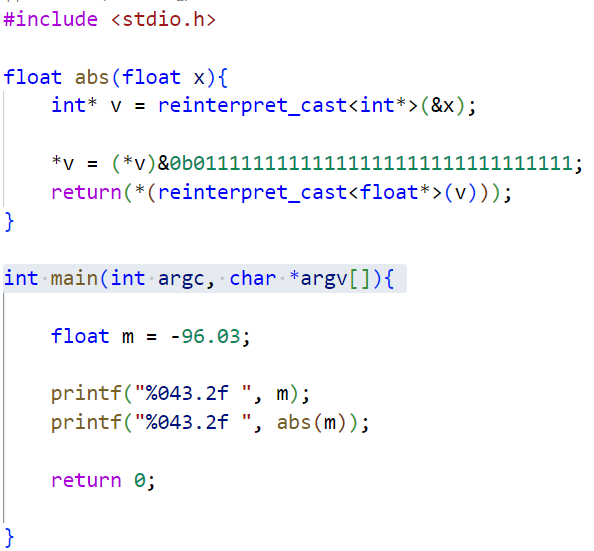 #include <stdio.h>
float abs(float x){
int* v = reinterpret_cast<int*>(&x);
*v = (*v)&0b01111111111111111111111111111111;
return(*(reinterpret_cast<float*>(v)));
}
int main(int argc, char *argv[]){
float m = -96.03;
printf("%043.2f ", m);
printf("%043.2f ", abs(m));
return 0;
}